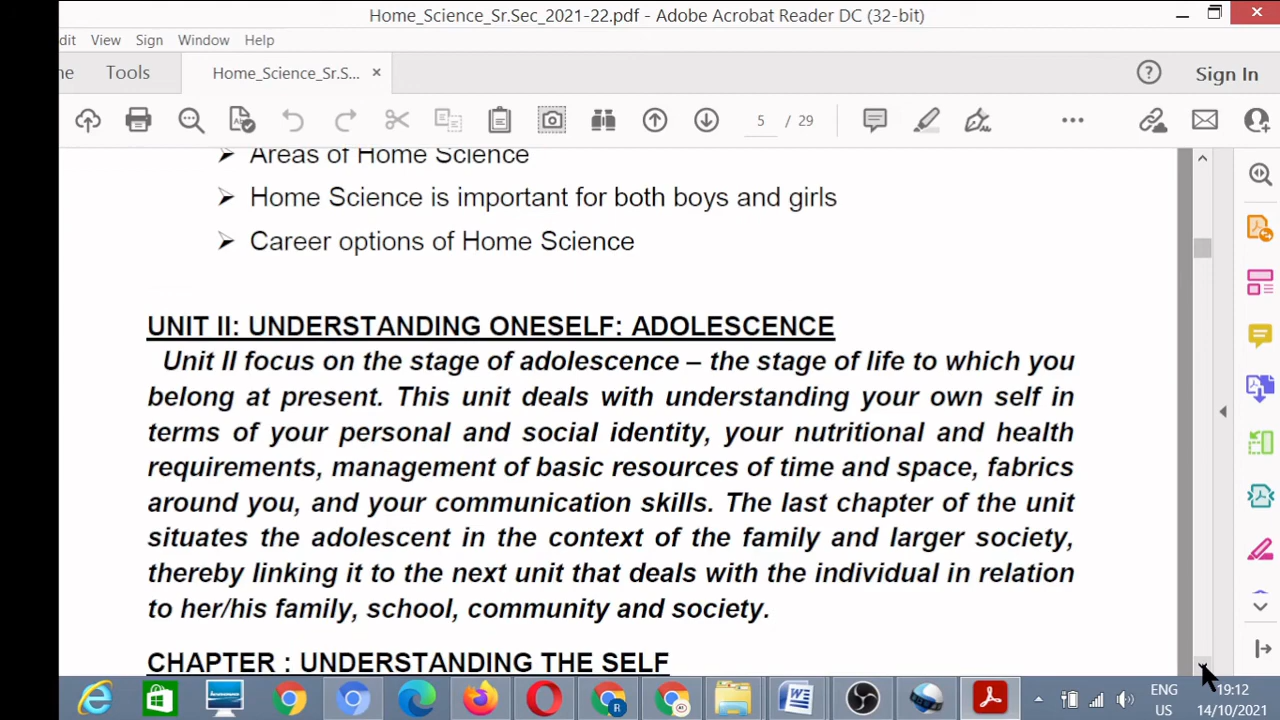 Home_Science_Sr.Sec_2021-22.pdf - Adobe Acrobat Reader DC (32-bit)
dit View Sign Window Help
ne Tools Home_Science_Sr.S... × Sign In
5 / 29
Areas of Home Science
Home Science is important for both boys and girls
Career options of Home Science
UNIT II: UNDERSTANDING ONESELF: ADOLESCENCE
Unit II focus on the stage of adolescence – the stage of life to which you
belong at present. This unit deals with understanding your own self in
terms of your personal and social identity, your nutritional and health
requirements, management of basic resources of time and space, fabrics
around you, and your communication skills. The last chapter of the unit
situates the adolescent in the context of the family and larger society,
thereby linking it to the next unit that deals with the individual in relation
to her/his family, school, community and society.
CHAPTER : UNDERSTANDING THE SELF
ENG 19:12
US 14/10/2021